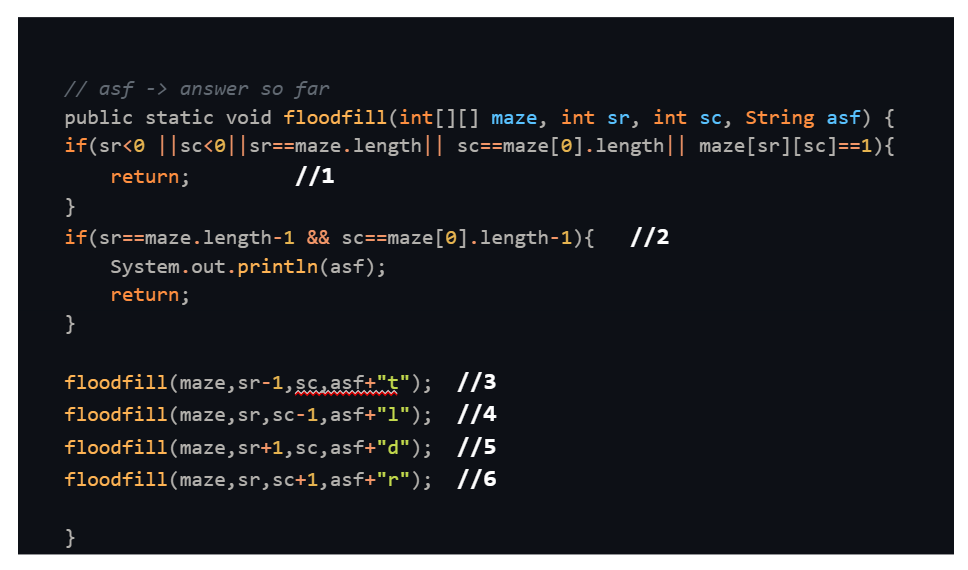 // asf -> answer so far
public static void floodfill(int[][] maze, int sr, int sc, String asf) {
if(sr<0 ||sc<0||sr==maze.length|| sc==maze[0].length|| maze[sr][sc]==1){
    return;         //1
}
if(sr==maze.length-1 && sc==maze[0].length-1){   //2
    System.out.println(asf);
    return;
}
floodfill(maze,sr-1,sc,asf+"t");  //3
floodfill(maze,sr,sc-1,asf+"l");  //4
floodfill(maze,sr+1,sc,asf+"d");  //5
floodfill(maze,sr,sc+1,asf+"r");  //6
}